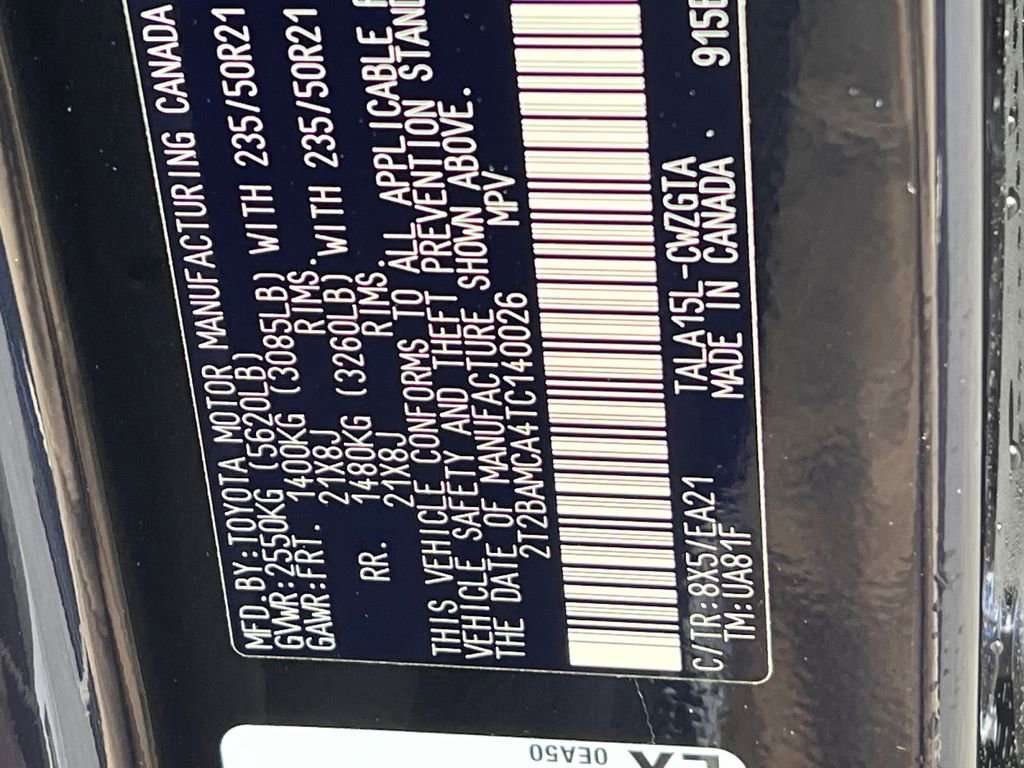 MFD.BY:TOYOTA MOTOR MANUFACTURING CANADA
GVWR:2550KG (5620LB)
GAWR:FRT. 1400KG (3085LB) WITH 235/50R21
21X8J RIMS.
RR. 1480KG (3260LB) WITH 235/50R21
21X8J RIMS.
THIS VEHICLE CONFORMS TO ALL APPLICABLE
VEHICLE SAFETY AND THEFT PREVENTION STAND
THE DATE OF MANUFACTURE SHOWN ABOVE.
2T2BAMCA4TC140026 MPV
C/TR:8X5/EA21 TALA15L-CWZGTA
TM:UA81F MADE IN CANADA . 915
0EA50